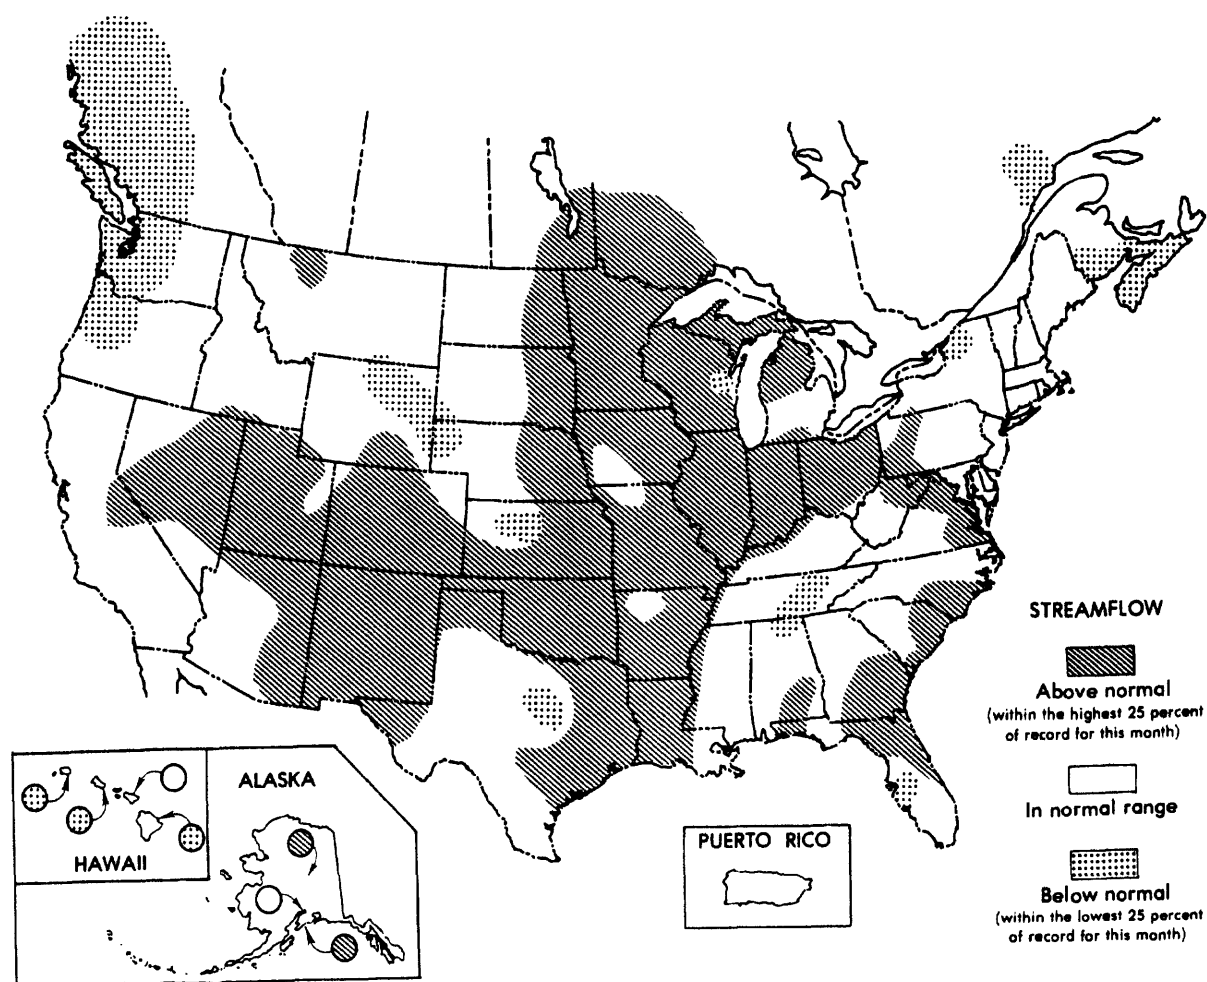 STREAMFLOW
Above normal
(within the highest 25 percent
of record for this month)
In normal range
Below normal
(within the lowest 25 percent
of record for this month)
ALASKA
HAWAII
PUERTO RICO